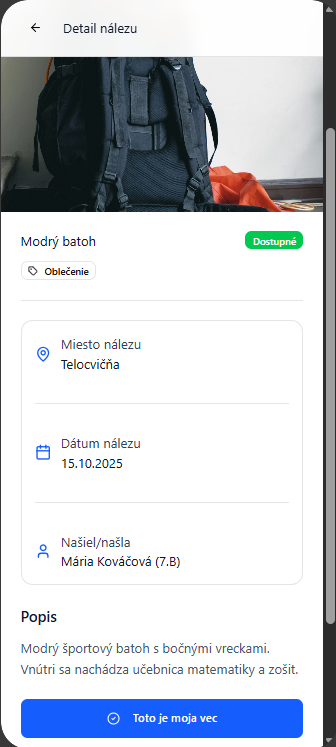 Detail nálezu
Modrý batoh
Dostupné
Oblečenie
Miesto nálezu
Telocvičňa
Dátum nálezu
15.10.2025
Našiel/našla
Mária Kováčová (7.B)
Popis
Modrý športový batoh s bočnými vreckami.
Vnútri sa nachádza učebnica matematiky a zošit.
Toto je moja vec